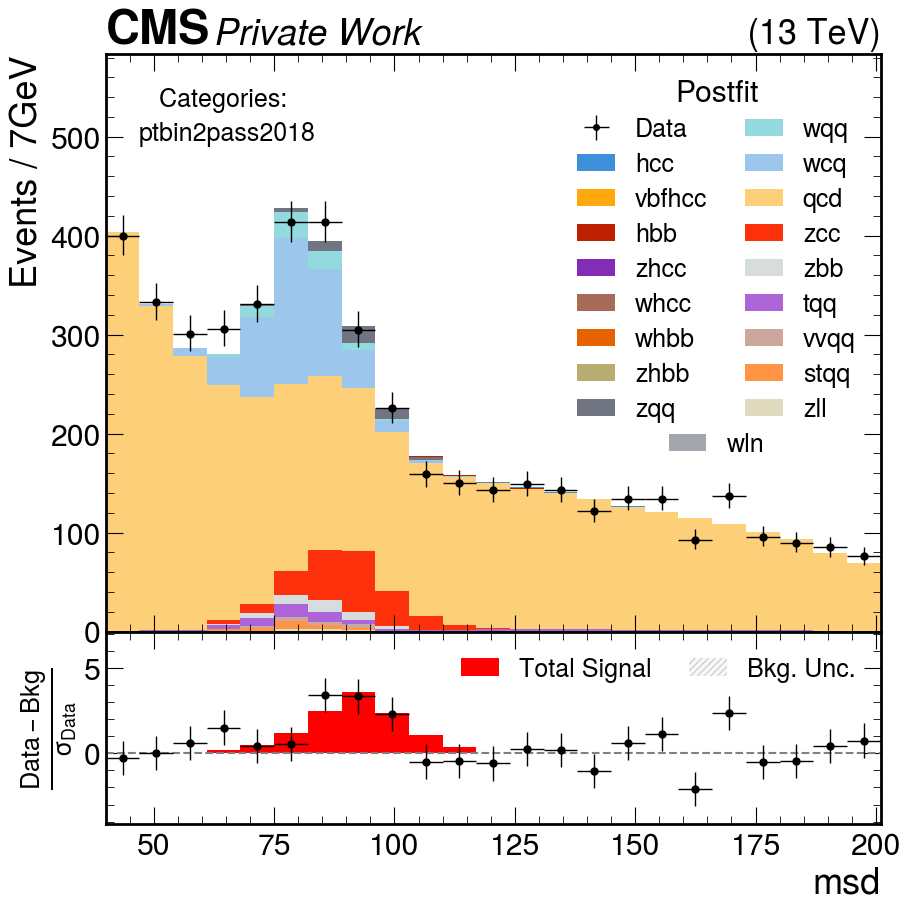 CMS Private Work (13 TeV)
Events / 7GeV
Categories:
ptbin2pass2018
Postfit
Data wqq
hcc wcq
vbfhcc qcd
hbb zcc
zhcc zbb
whcc tqq
whbb vvqq
zhbb stqq
zqq zll
wln
500
400
300
200
100
0
Total Signal Bkg. Unc.
Data − Bkg
σData
5
0
50 75 100 125 150 175 200
msd